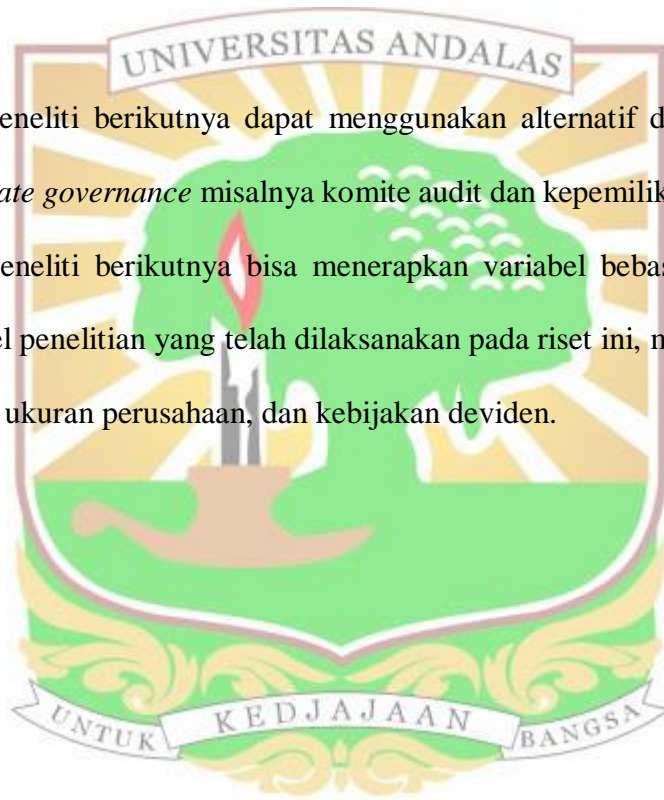 UNIVERSITAS ANDALAS
eneliti berikutnya dapat menggunakan alternatif d
ate governance misalnya komite audit dan kepemilik
eneliti berikutnya bisa menerapkan variabel bebas
el penelitian yang telah dilaksanakan pada riset ini, 
ukuran perusahaan, dan kebijakan deviden.
UNTUK KEDJAJAAN BANGSA